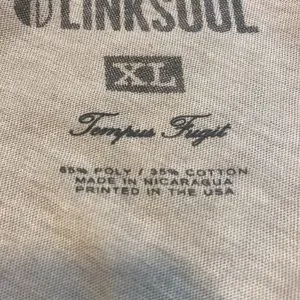 LINKSOUL
XL
Tempus Fugit
65% POLY / 35% COTTON
MADE IN NICARAGUA
PRINTED IN THE USA